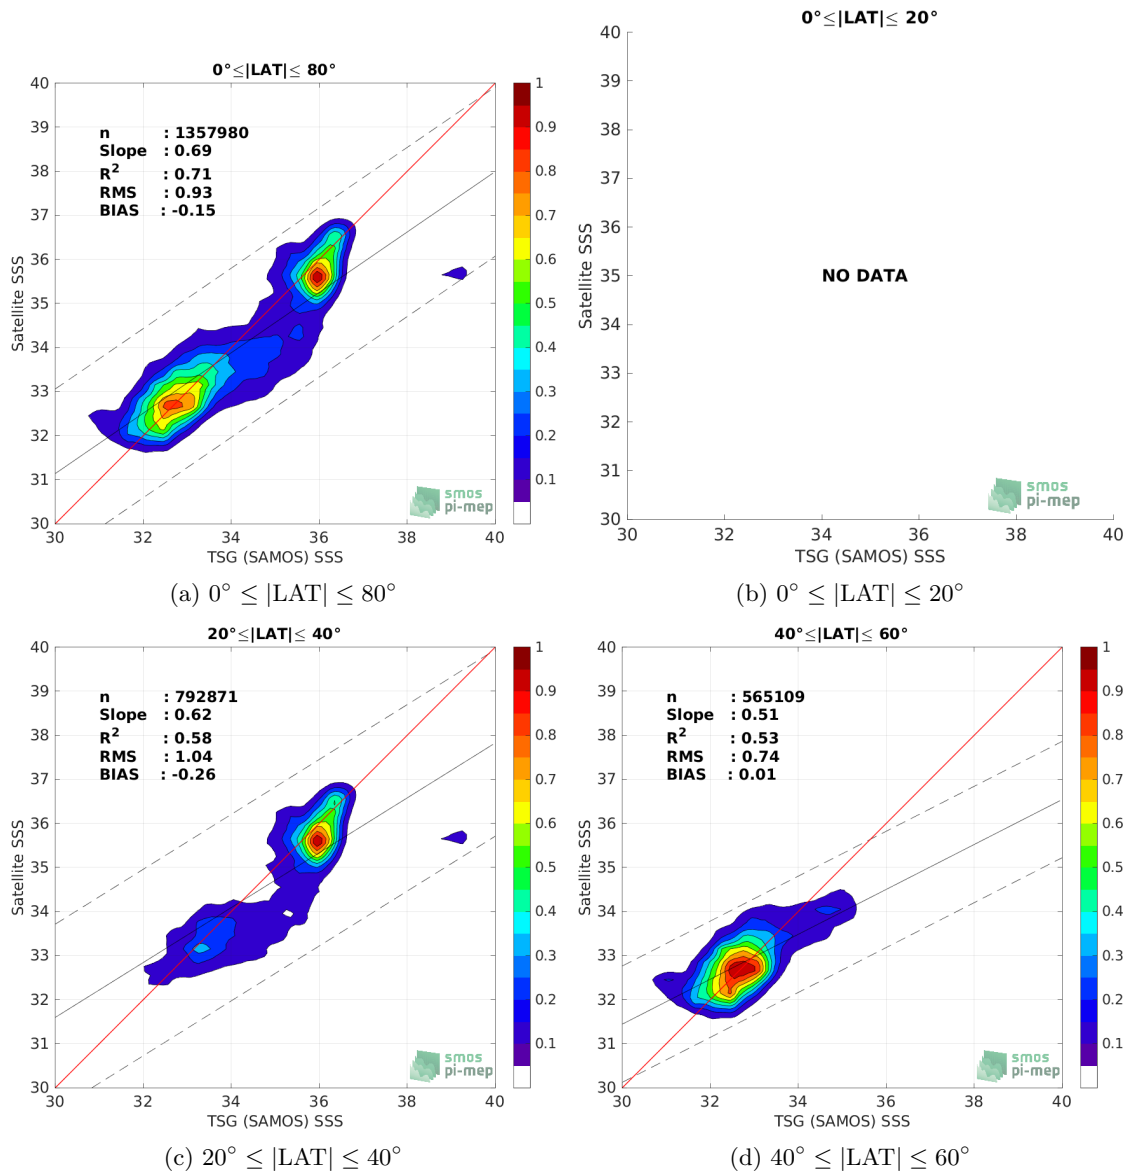 0°≤|LAT|≤ 80°
n : 1357980
Slope : 0.69
R² : 0.71
RMS : 0.93
BIAS : -0.15
40
39
38
37
36
35
34
33
32
31
30
Satellite SSS
30 32 34 36 38 40
TSG (SAMOS) SSS
1
0.9
0.8
0.7
0.6
0.5
0.4
0.3
0.2
0.1
smos
pi-mep
(a) 0° ≤ |LAT| ≤ 80°
0°≤|LAT|≤ 20°
40
39
38
37
36
35
34
33
32
31
30
Satellite SSS
NO DATA
30 32 34 36 38 40
TSG (SAMOS) SSS
smos
pi-mep
(b) 0° ≤ |LAT| ≤ 20°
20°≤|LAT|≤ 40°
n : 792871
Slope : 0.62
R² : 0.58
RMS : 1.04
BIAS : -0.26
40
39
38
37
36
35
34
33
32
31
30
Satellite SSS
30 32 34 36 38 40
TSG (SAMOS) SSS
1
0.9
0.8
0.7
0.6
0.5
0.4
0.3
0.2
0.1
smos
pi-mep
(c) 20° ≤ |LAT| ≤ 40°
40°≤|LAT|≤ 60°
n : 565109
Slope : 0.51
R² : 0.53
RMS : 0.74
BIAS : 0.01
40
39
38
37
36
35
34
33
32
31
30
Satellite SSS
30 32 34 36 38 40
TSG (SAMOS) SSS
1
0.9
0.8
0.7
0.6
0.5
0.4
0.3
0.2
0.1
smos
pi-mep
(d) 40° ≤ |LAT| ≤ 60°